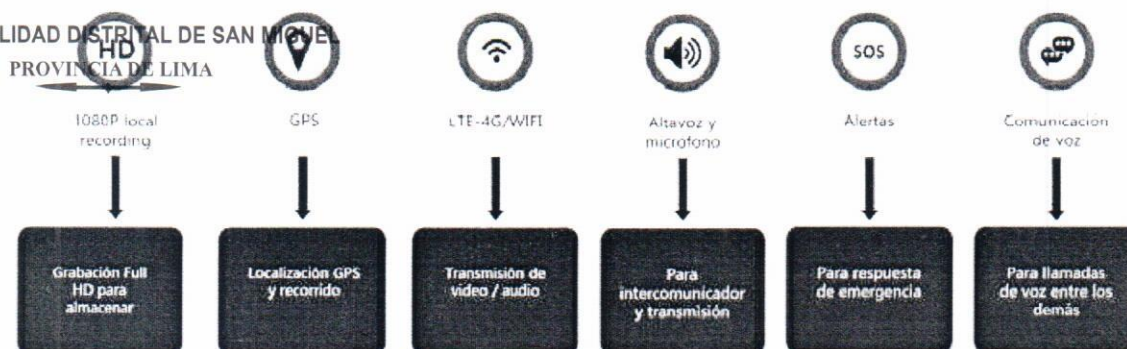 LIDAD DISTRITAL DE SAN MIGUEL
PROVINCIA DE LIMA
HD
SOS
1080P local
recording
GPS
LTE-4G/WIFI
Altavoz y
microfono
Alertas
Comunicación
de voz
Grabación Full
HD para
almacenar
Localización GPS
y recorrido
Transmisión de
video / audio
Para
intercomunicador
y transmisión
Para respuesta
de emergencia
Para llamadas
de voz entre los
demás